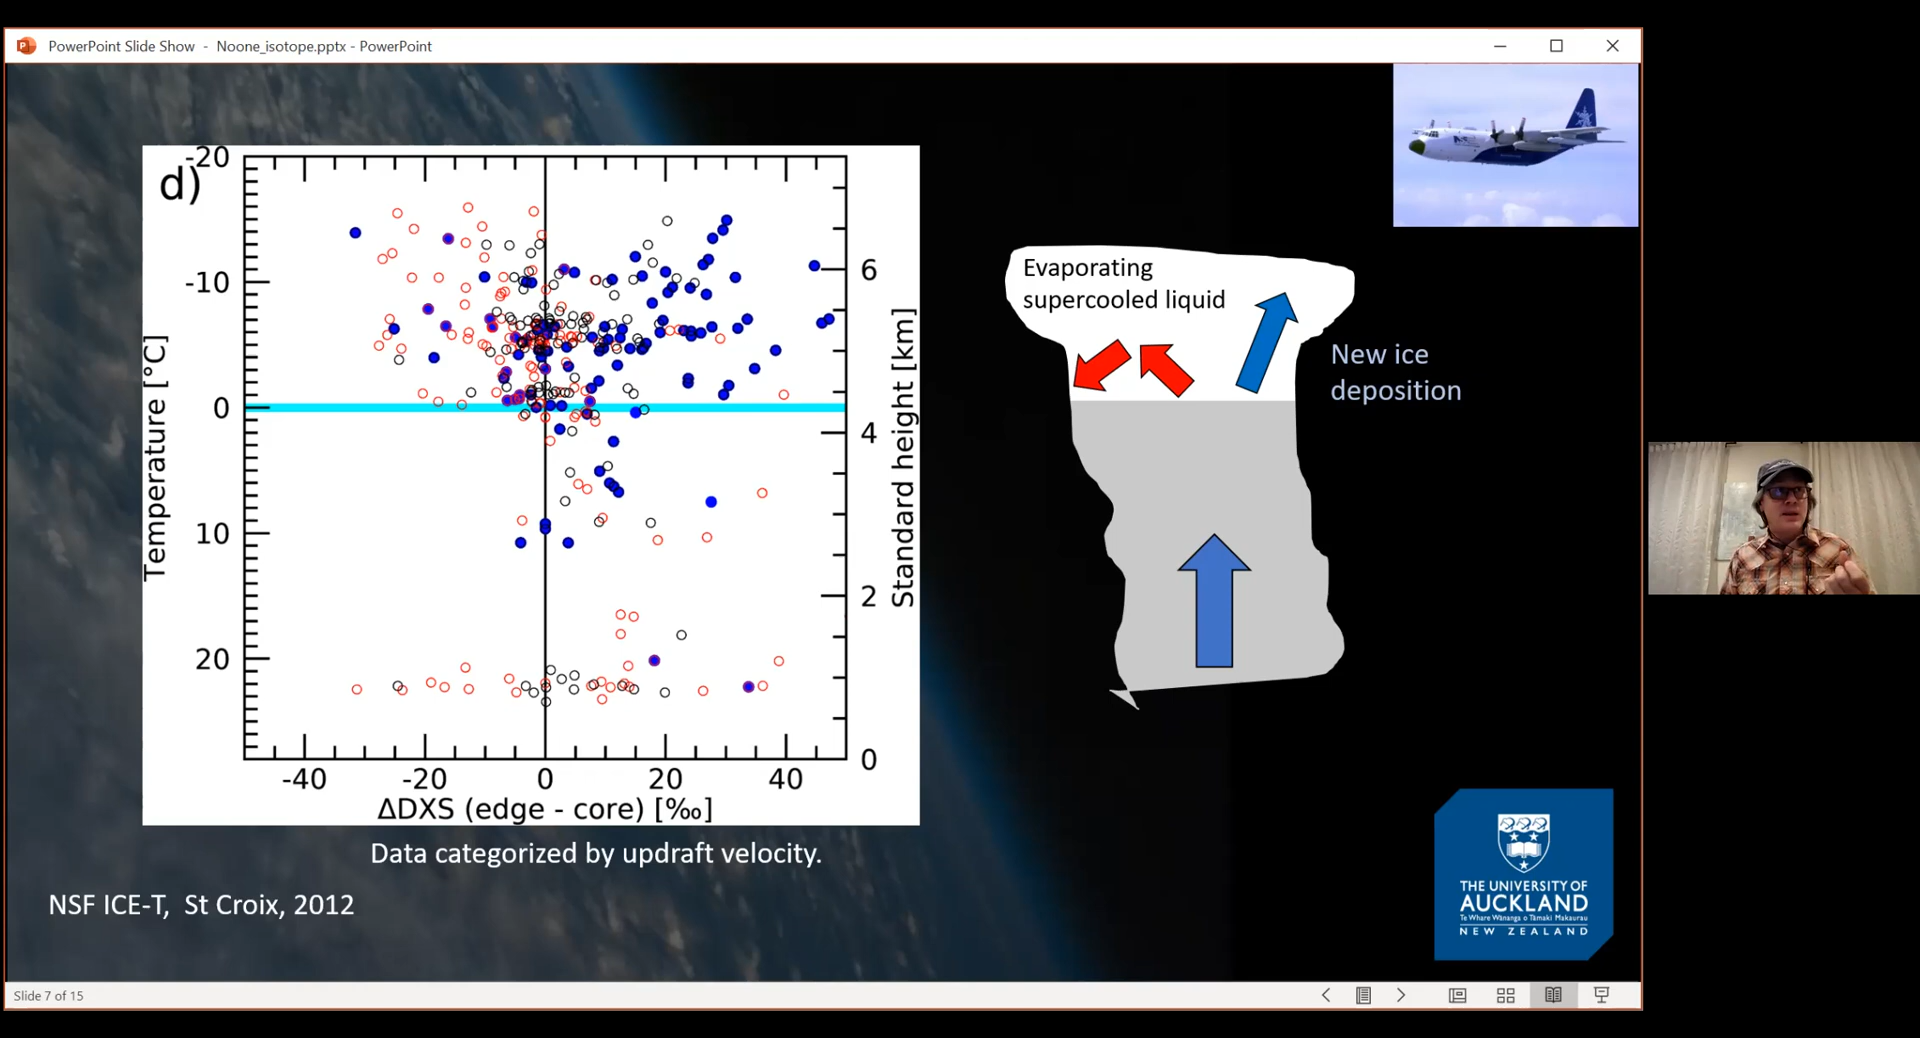 PowerPoint Slide Show - Noone_isotope.pptx - PowerPoint
d)
-20
-10
0
10
20
Temperature [°C]
6
4
2
0
Standard height [km]
-40 -20 0 20 40
ΔDXS (edge - core) [‰]
Data categorized by updraft velocity.
NSF ICE-T, St Croix, 2012
Evaporating
supercooled liquid
New ice
deposition
THE UNIVERSITY OF
AUCKLAND
Te Whare Wānanga o Tāmaki Makaurau
NEW ZEALAND
Slide 7 of 15